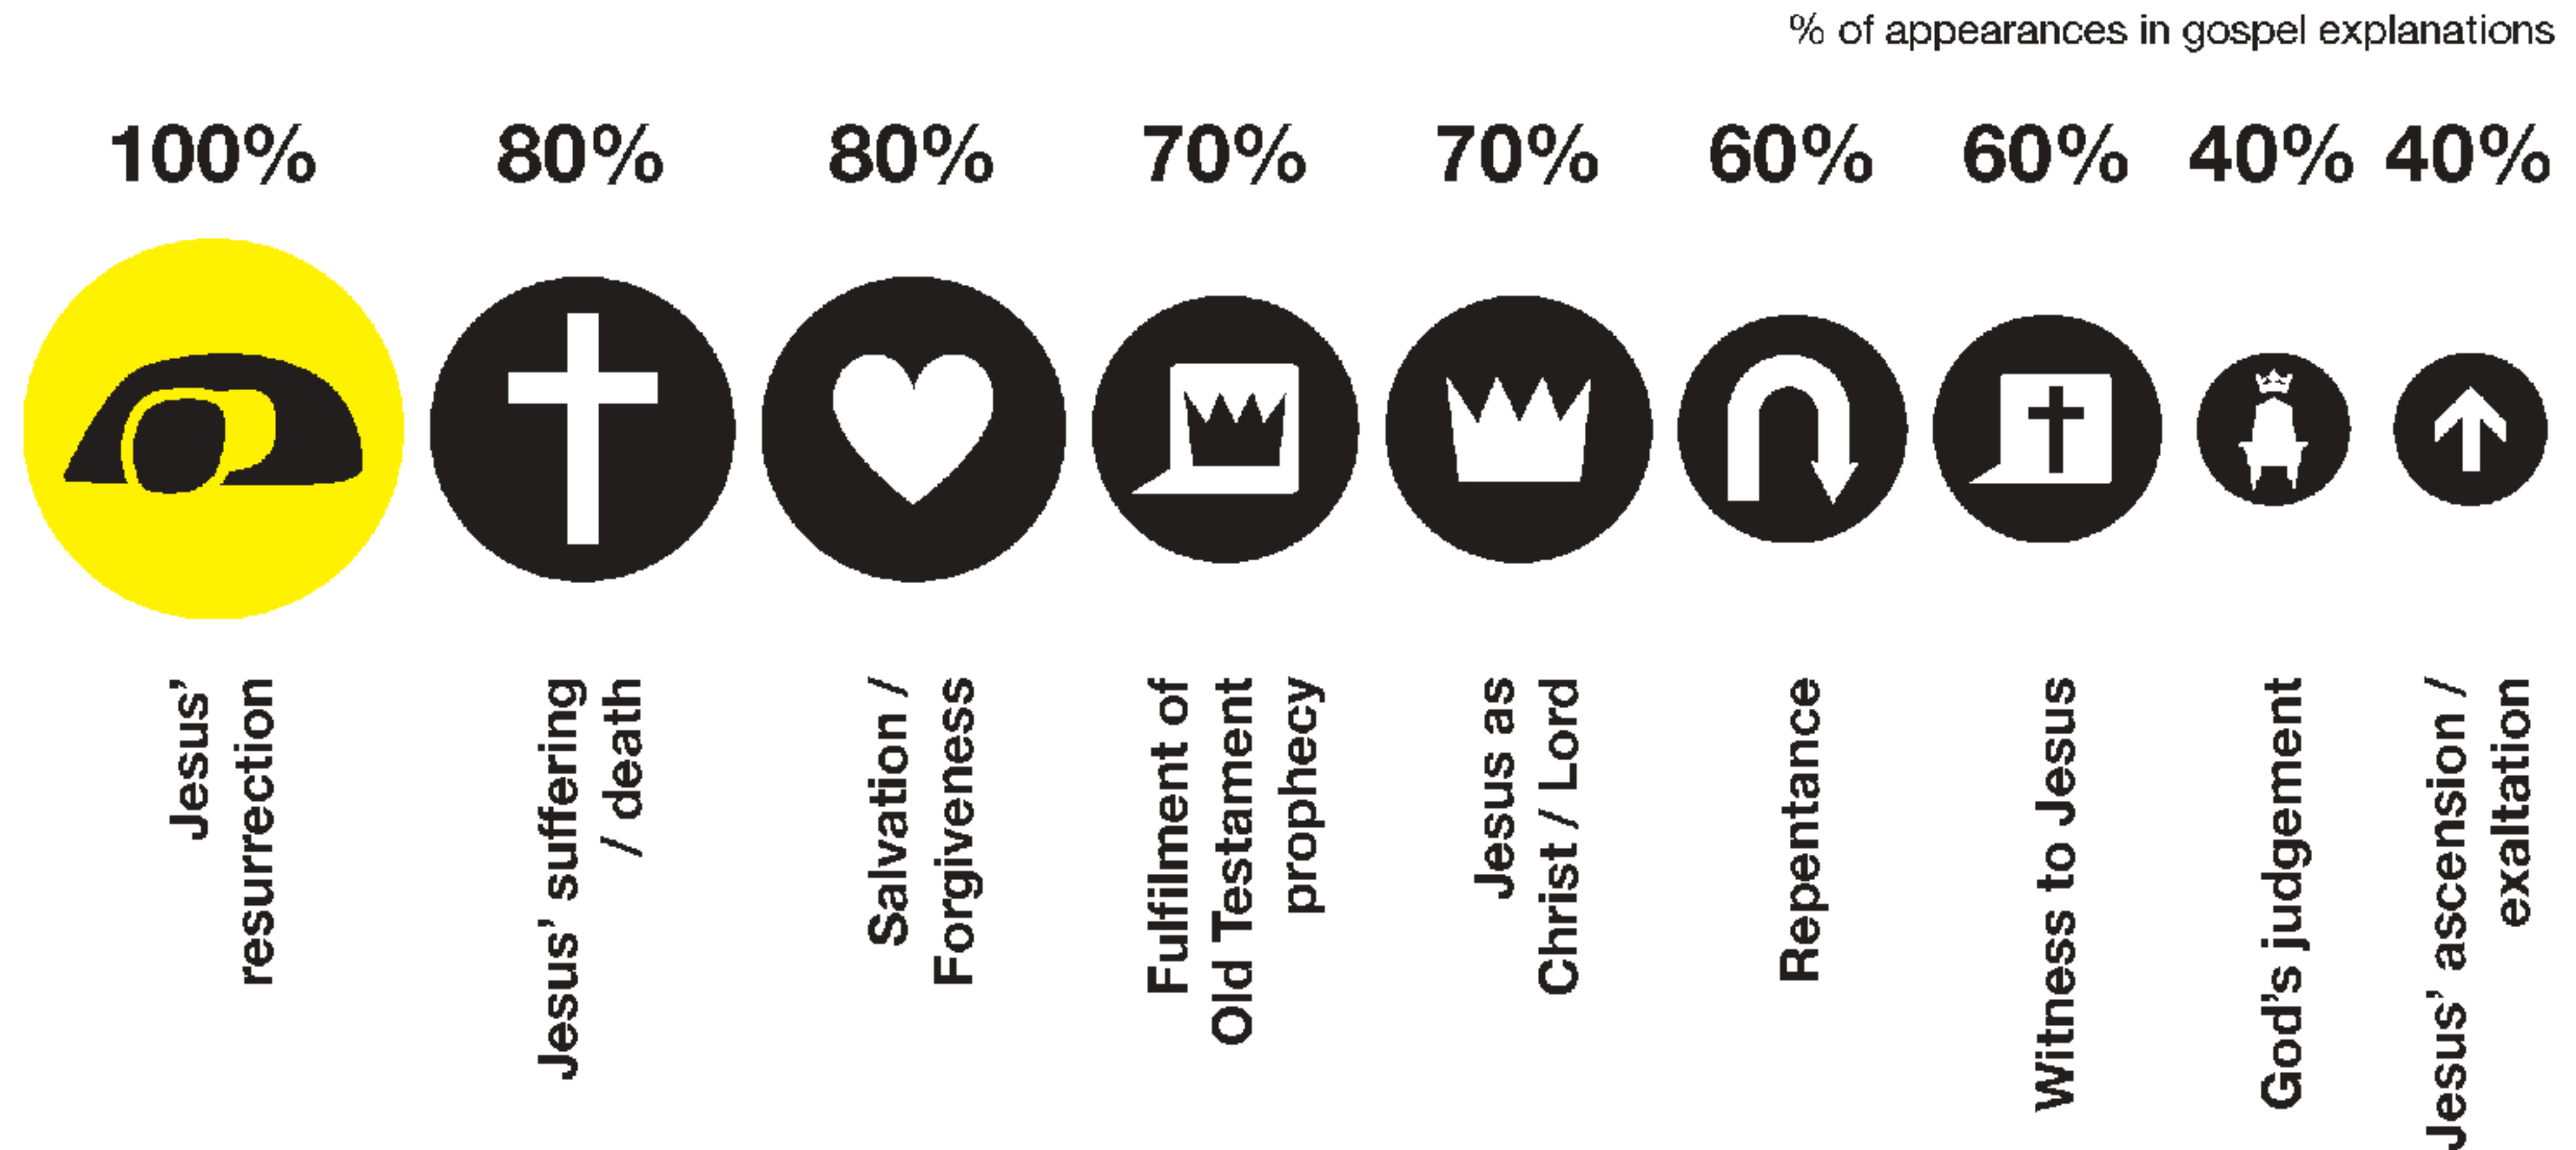 % of appearances in gospel explanations
100%
80%
80%
70%
70%
60%
60%
40%
40%
Jesus’
resurrection
Jesus’ suffering
/ death
Salvation /
Forgiveness
Fulfilment of
Old Testament
prophecy
Jesus as
Christ / Lord
Repentance
Witness to Jesus
God’s judgement
Jesus’ ascension /
exaltation